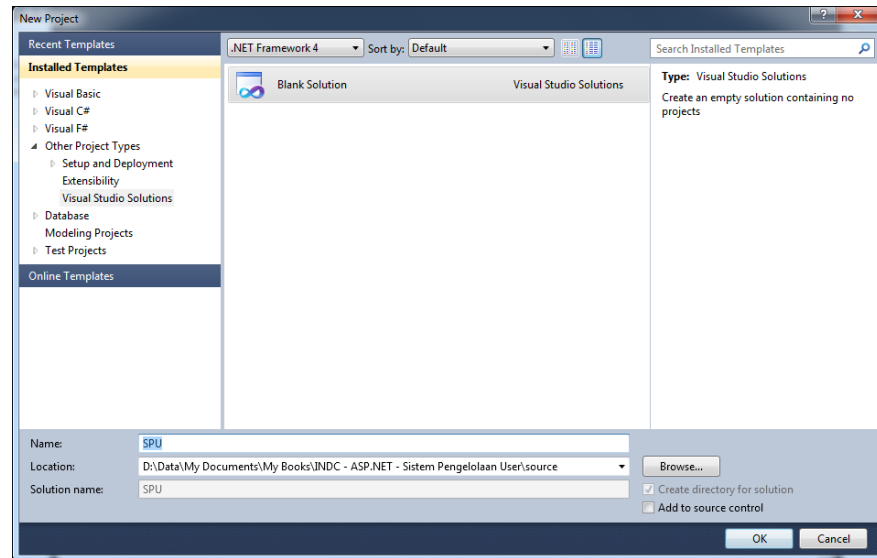 New Project
Recent Templates
Installed Templates
Visual Basic
Visual C#
Visual F#
Other Project Types
Setup and Deployment
Extensibility
Visual Studio Solutions
Database
Modeling Projects
Test Projects
Online Templates
.NET Framework 4 Sort by: Default
Blank Solution Visual Studio Solutions
Search Installed Templates
Type: Visual Studio Solutions
Create an empty solution containing no
projects
Name: SPU
Location: D:\Data\My Documents\My Books\INDC - ASP.NET - Sistem Pengelolaan User\source Browse...
Solution name: SPU Create directory for solution
Add to source control
OK Cancel